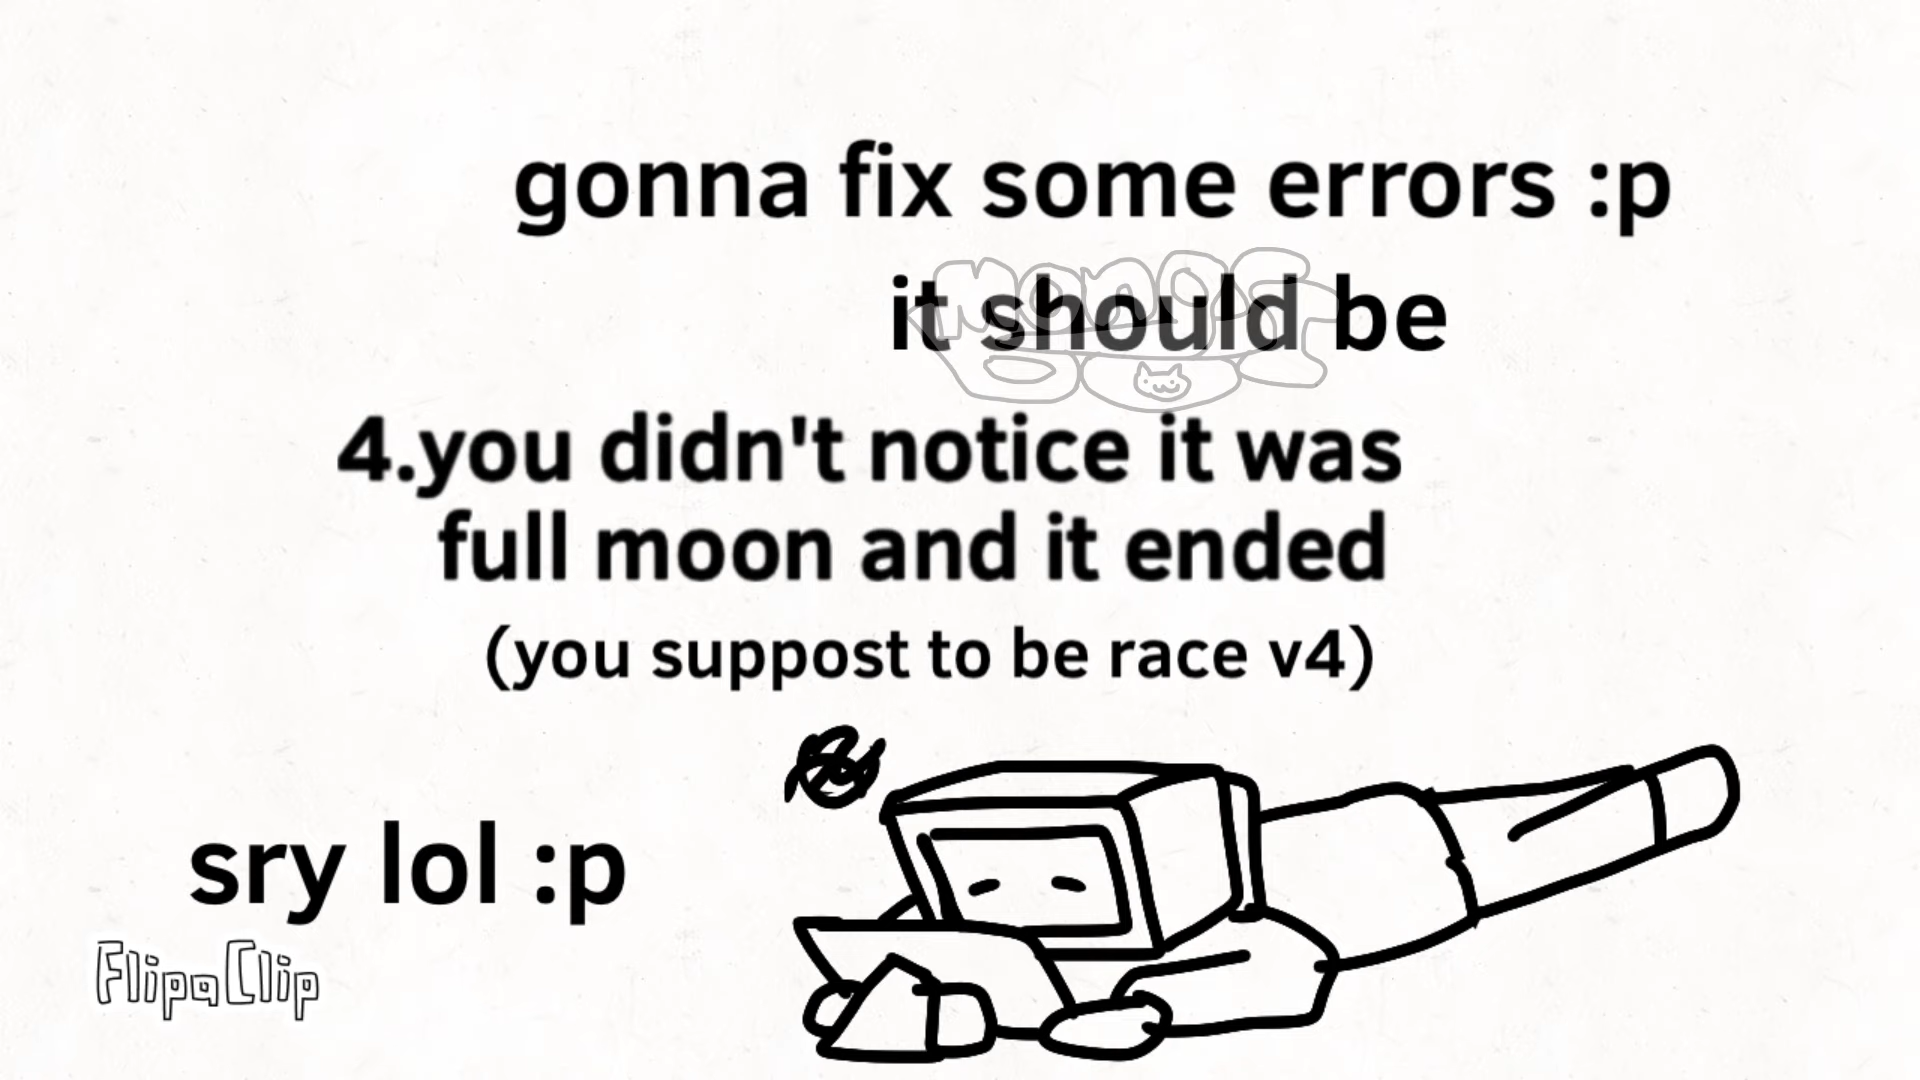 gonna fix some errors :p
it should be
4.you didn't notice it was
full moon and it ended
(you suppost to be race v4)
sry lol :p
FlipaClip